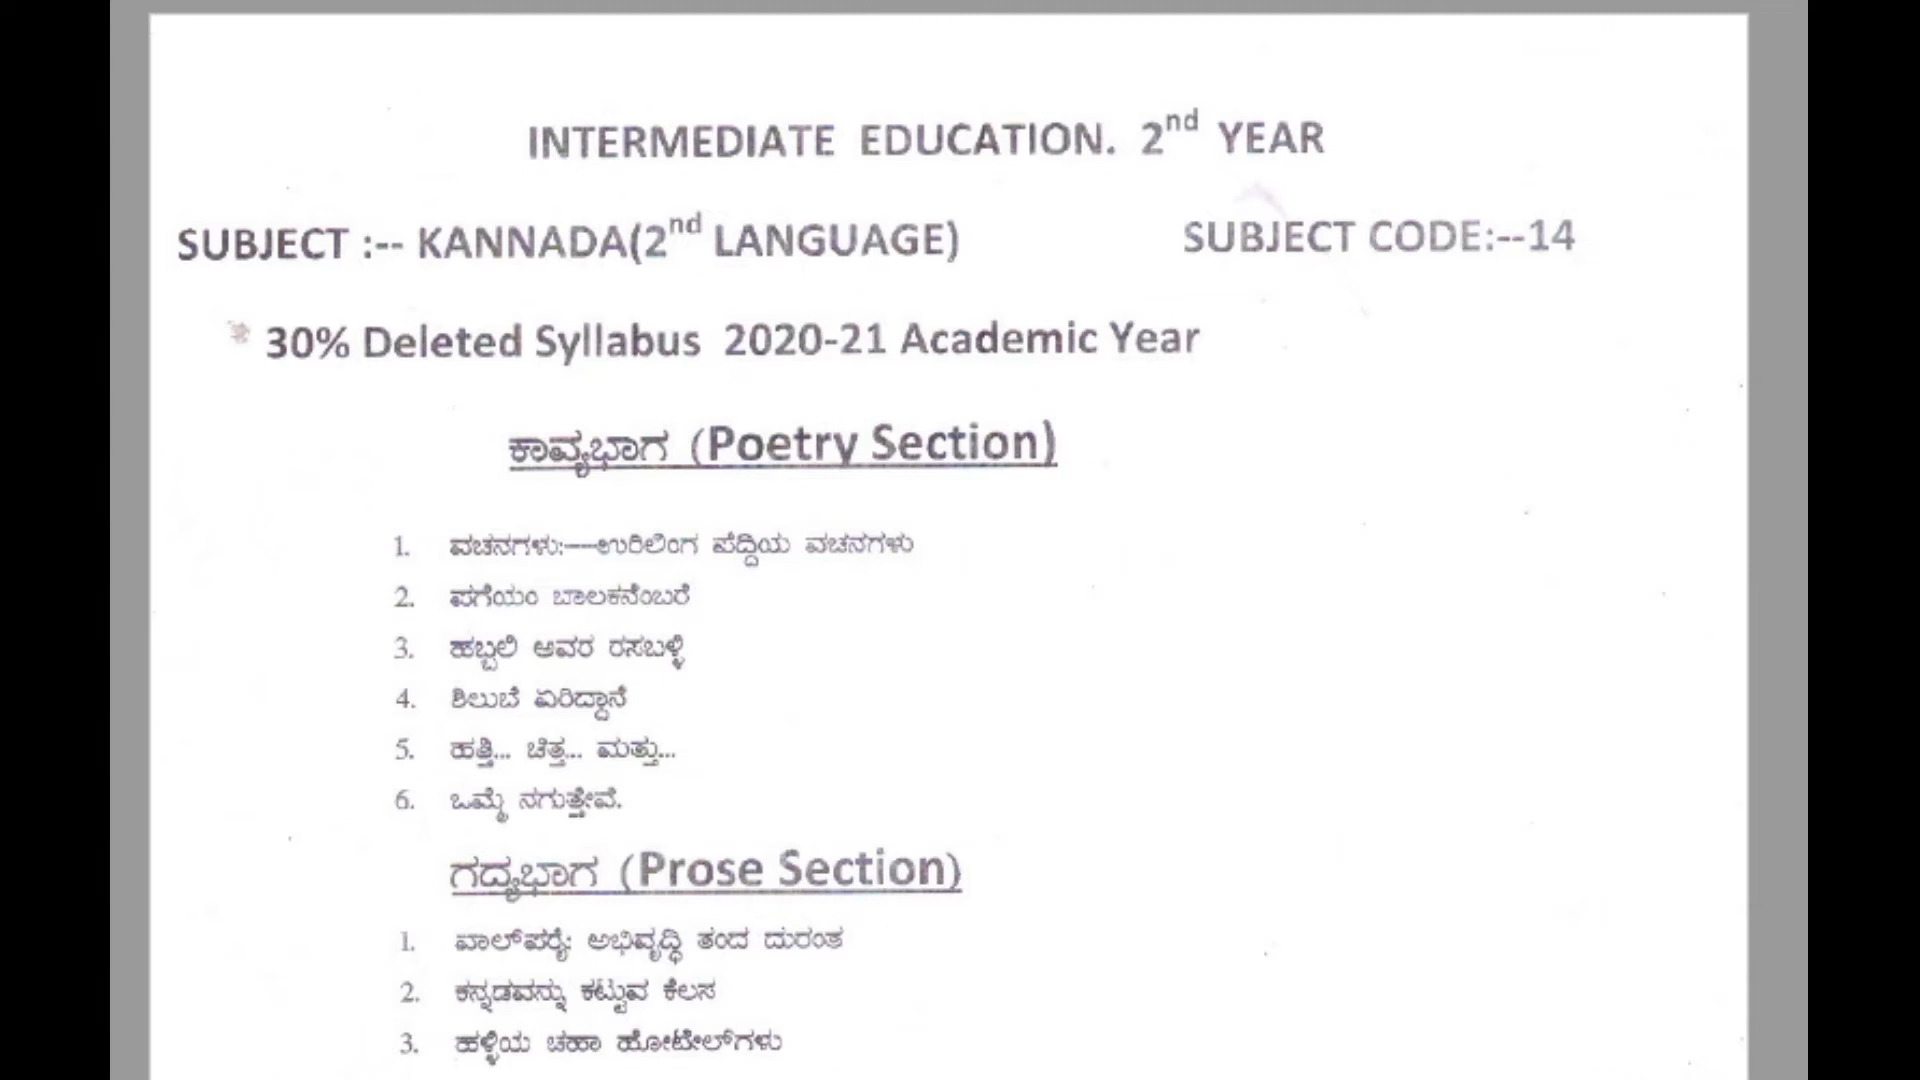 INTERMEDIATE EDUCATION. 2nd YEAR
SUBJECT :-- KANNADA(2nd LANGUAGE) SUBJECT CODE:--14
* 30% Deleted Syllabus 2020-21 Academic Year
ಕಾವ್ಯಭಾಗ (Poetry Section)
1. ವಚನಗಳು:—ಉರಿಲಿಂಗ ಪೆದ್ದಿಯ ವಚನಗಳು
2. ಪಗೆಯಂ ಬಾಲಕನೆಂಬರೆ
3. ಹಬ್ಬಲಿ ಅವರ ರಸಬಳ್ಳಿ
4. ಶಿಲುಬೆ ಏರಿದ್ದಾನೆ
5. ಹತ್ತಿ... ಚಿತ್ತ... ಮತ್ತು...
6. ಒಮ್ಮೆ ನಗುತ್ತೇವೆ.
ಗದ್ಯಭಾಗ (Prose Section)
1. ವಾಲ್‌ಪರೈ: ಅಭಿವೃದ್ಧಿ ತಂದ ದುರಂತ
2. ಕನ್ನಡವನ್ನು ಕಟ್ಟುವ ಕೆಲಸ
3. ಹಳ್ಳಿಯ ಚಹಾ ಹೋಟೇಲ್‌ಗಳು